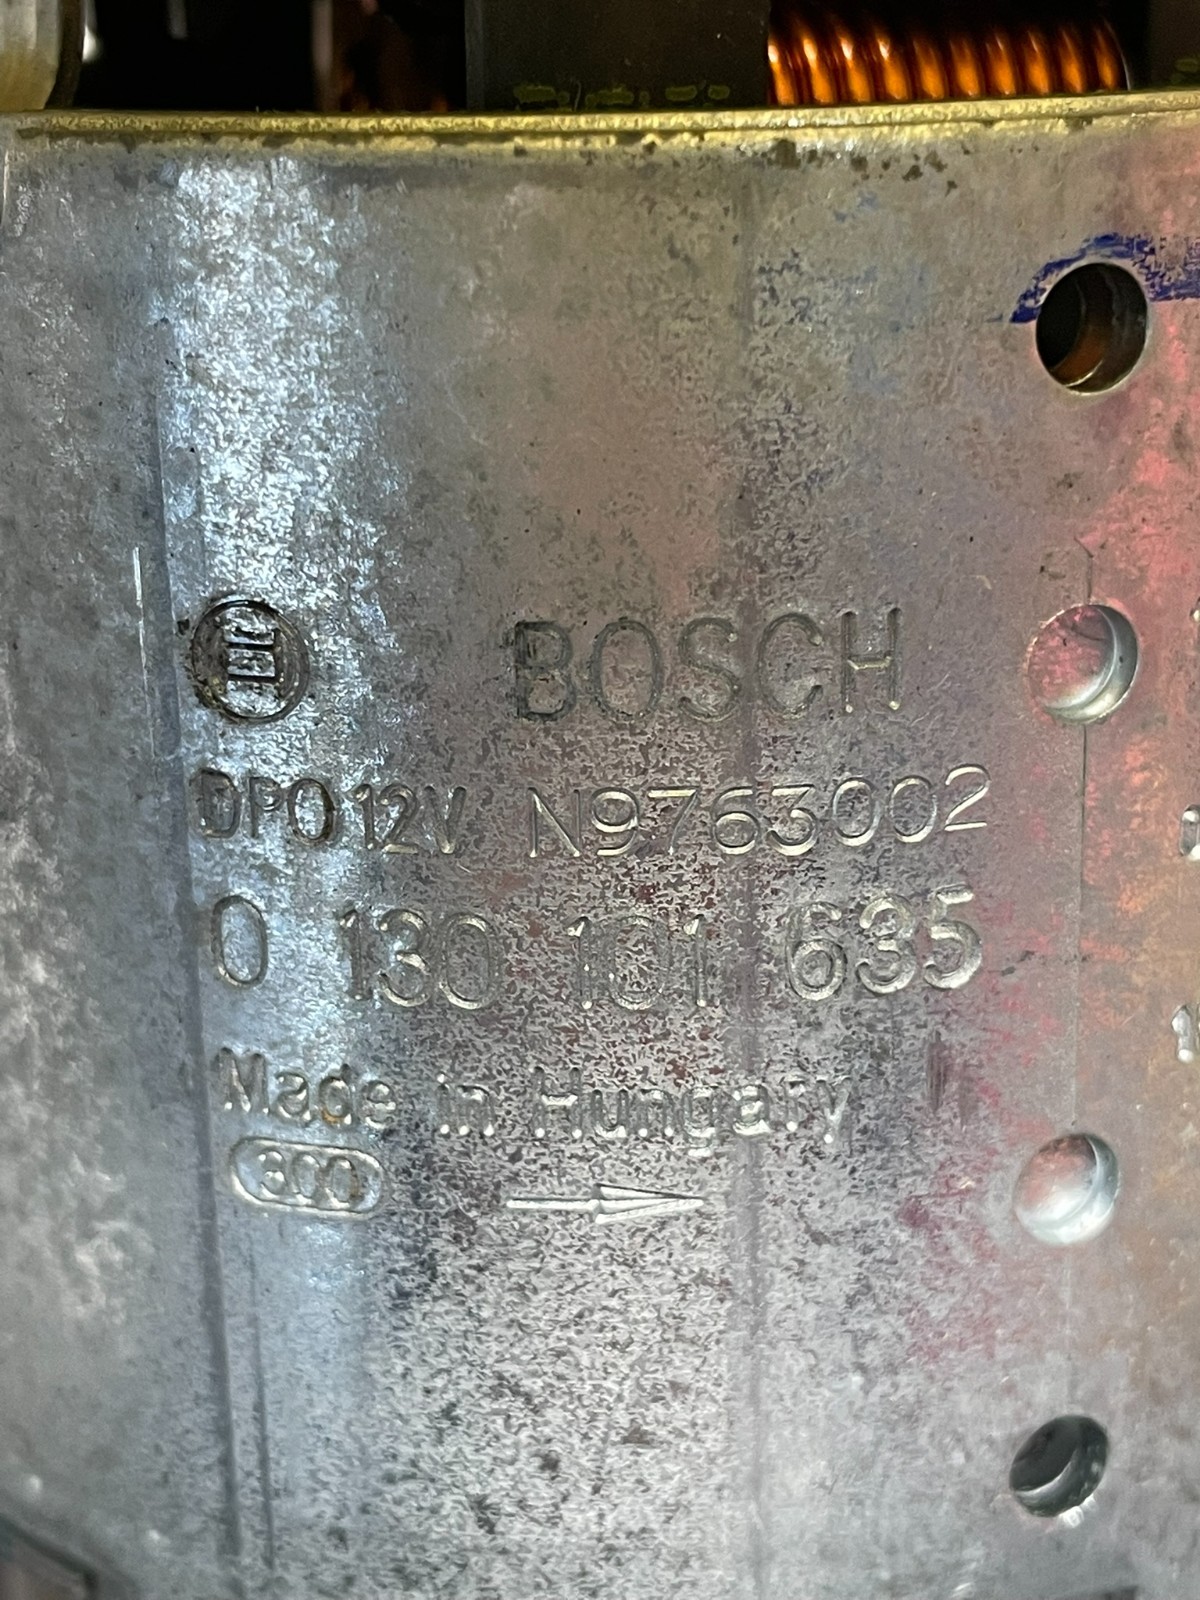 BOSCH
DPO 12V N9763002
0 130 101 635
Made in Hungary
300